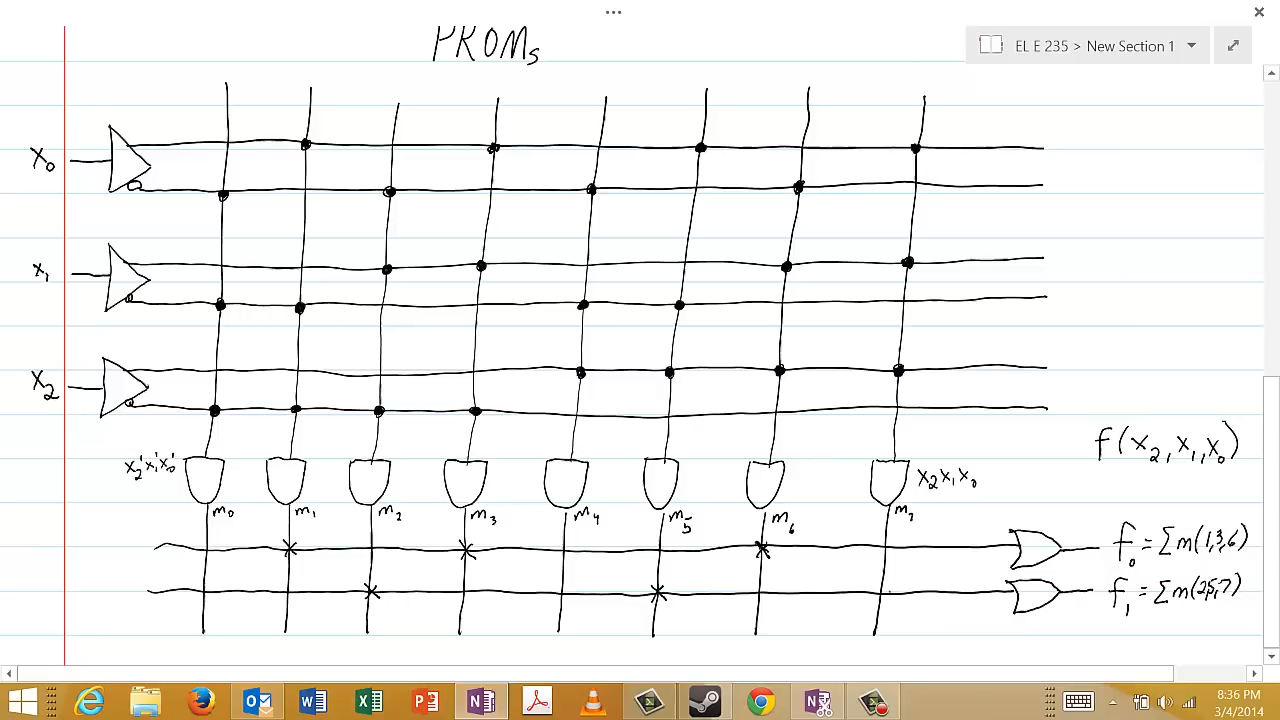 PROMs
EL E 235 > New Section 1
x₀
x₁
x₂
f(x₂,x₁,x₀)
x₂'x₁'x₀'
x₂x₁x₀
m₀ m₁ m₂ m₃ m₄ m₅ m₆ m₇
f₀ = Σm(1,3,6)
f₁ = Σm(2,5,7)
8:36 PM
3/4/2014